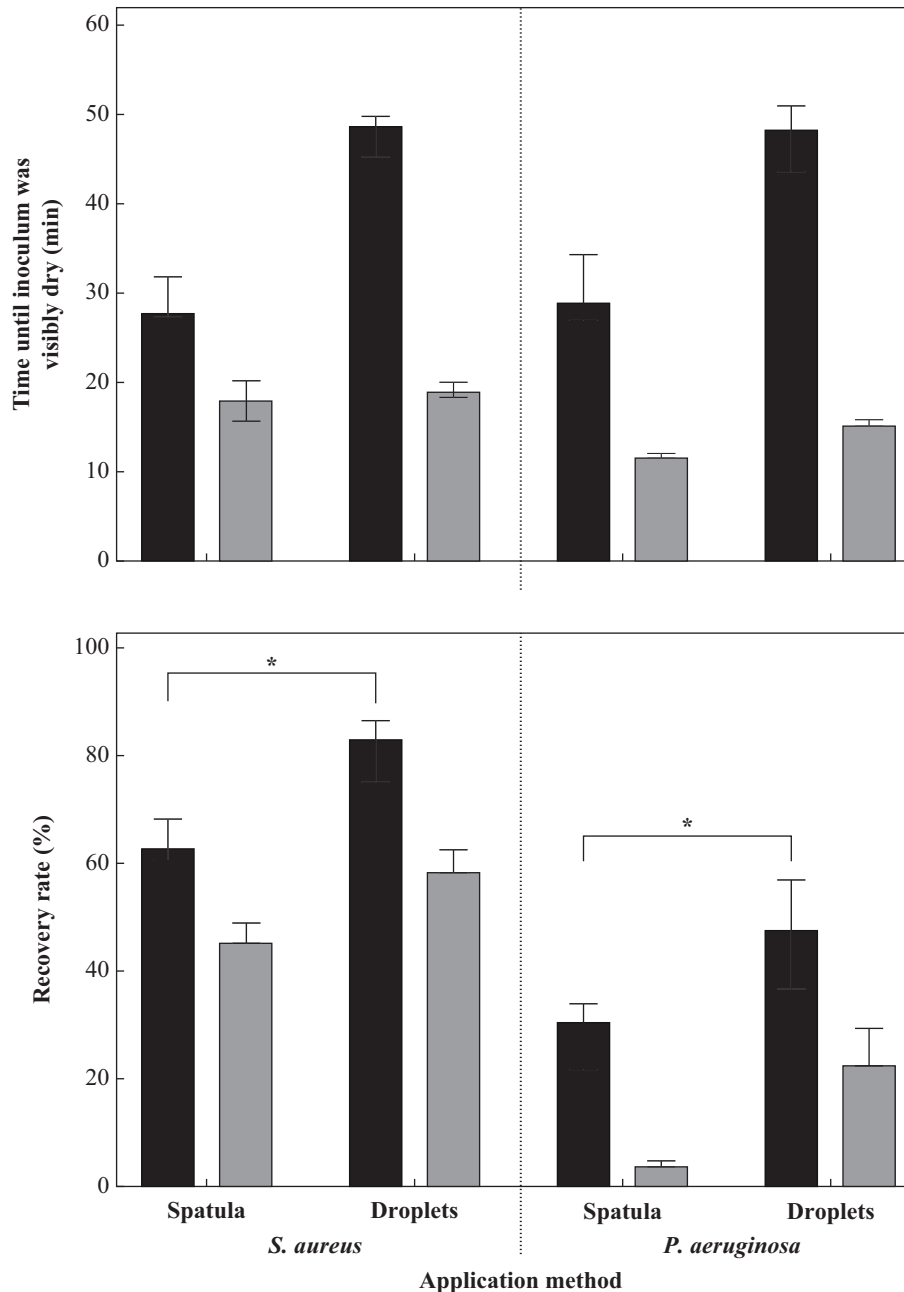 60
50
40
30
20
10
0
Time until inoculum was
visibly dry (min)
100
80
60
40
20
0
Recovery rate (%)
*
*
Spatula Droplets Spatula Droplets
S. aureus P. aeruginosa
Application method